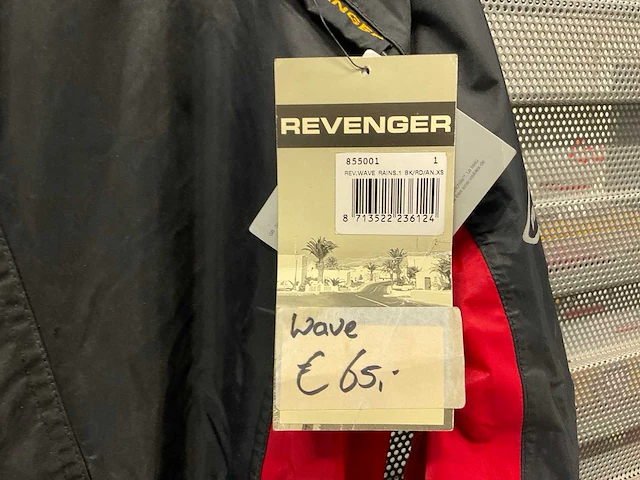 REVENGER
855001 1
REV.WAVE RAINS.1 BK/RD/AN.XS
8 713522 236124
Wave
€ 65,-